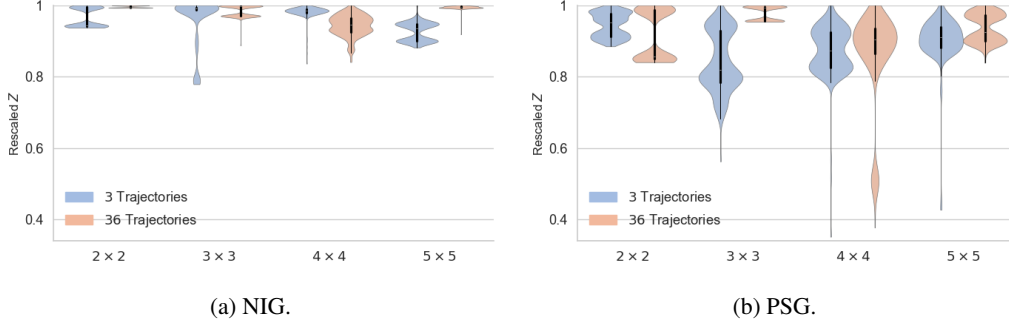 1
0.8
0.6
0.4
Rescaled Z
3 Trajectories
36 Trajectories
2 × 2
3 × 3
4 × 4
5 × 5
(a) NIG.
1
0.8
0.6
0.4
Rescaled Z
3 Trajectories
36 Trajectories
2 × 2
3 × 3
4 × 4
5 × 5
(b) PSG.